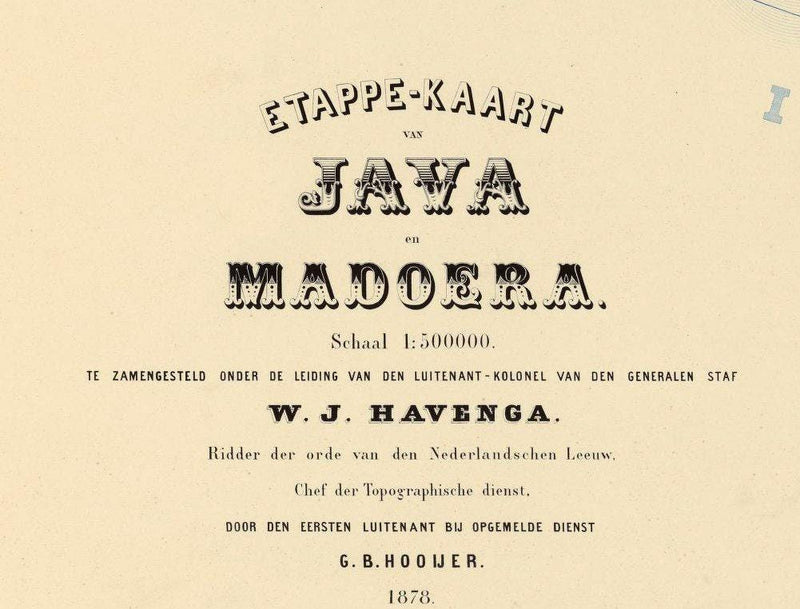 I
ETAPPE-KAART
VAN
JAVA
en
MADOERA.
Schaal 1:500000.
TE ZAMENGESTELD ONDER DE LEIDING VAN DEN LUITENANT-KOLONEL VAN DEN GENERALEN STAF
W. J. HAVENGA.
Ridder der orde van den Nederlandschen Leeuw,
Chef der Topographische dienst,
DOOR DEN EERSTEN LUITENANT BIJ OPGEMELDE DIENST
G. B. HOOIJER.
1878.